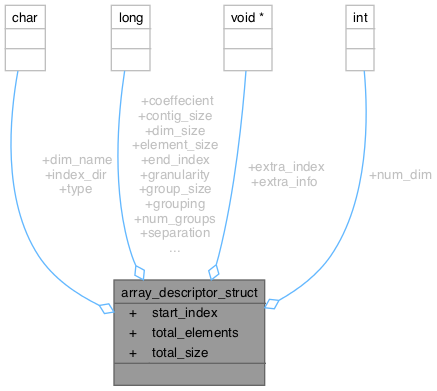 char
long
void *
int
+dim_name
+index_dir
+type
+coeffecient
+contig_size
+dim_size
+element_size
+end_index
+granularity
+group_size
+grouping
+num_groups
+separation
...
+extra_index
+extra_info
+num_dim
array_descriptor_struct
+ start_index
+ total_elements
+ total_size